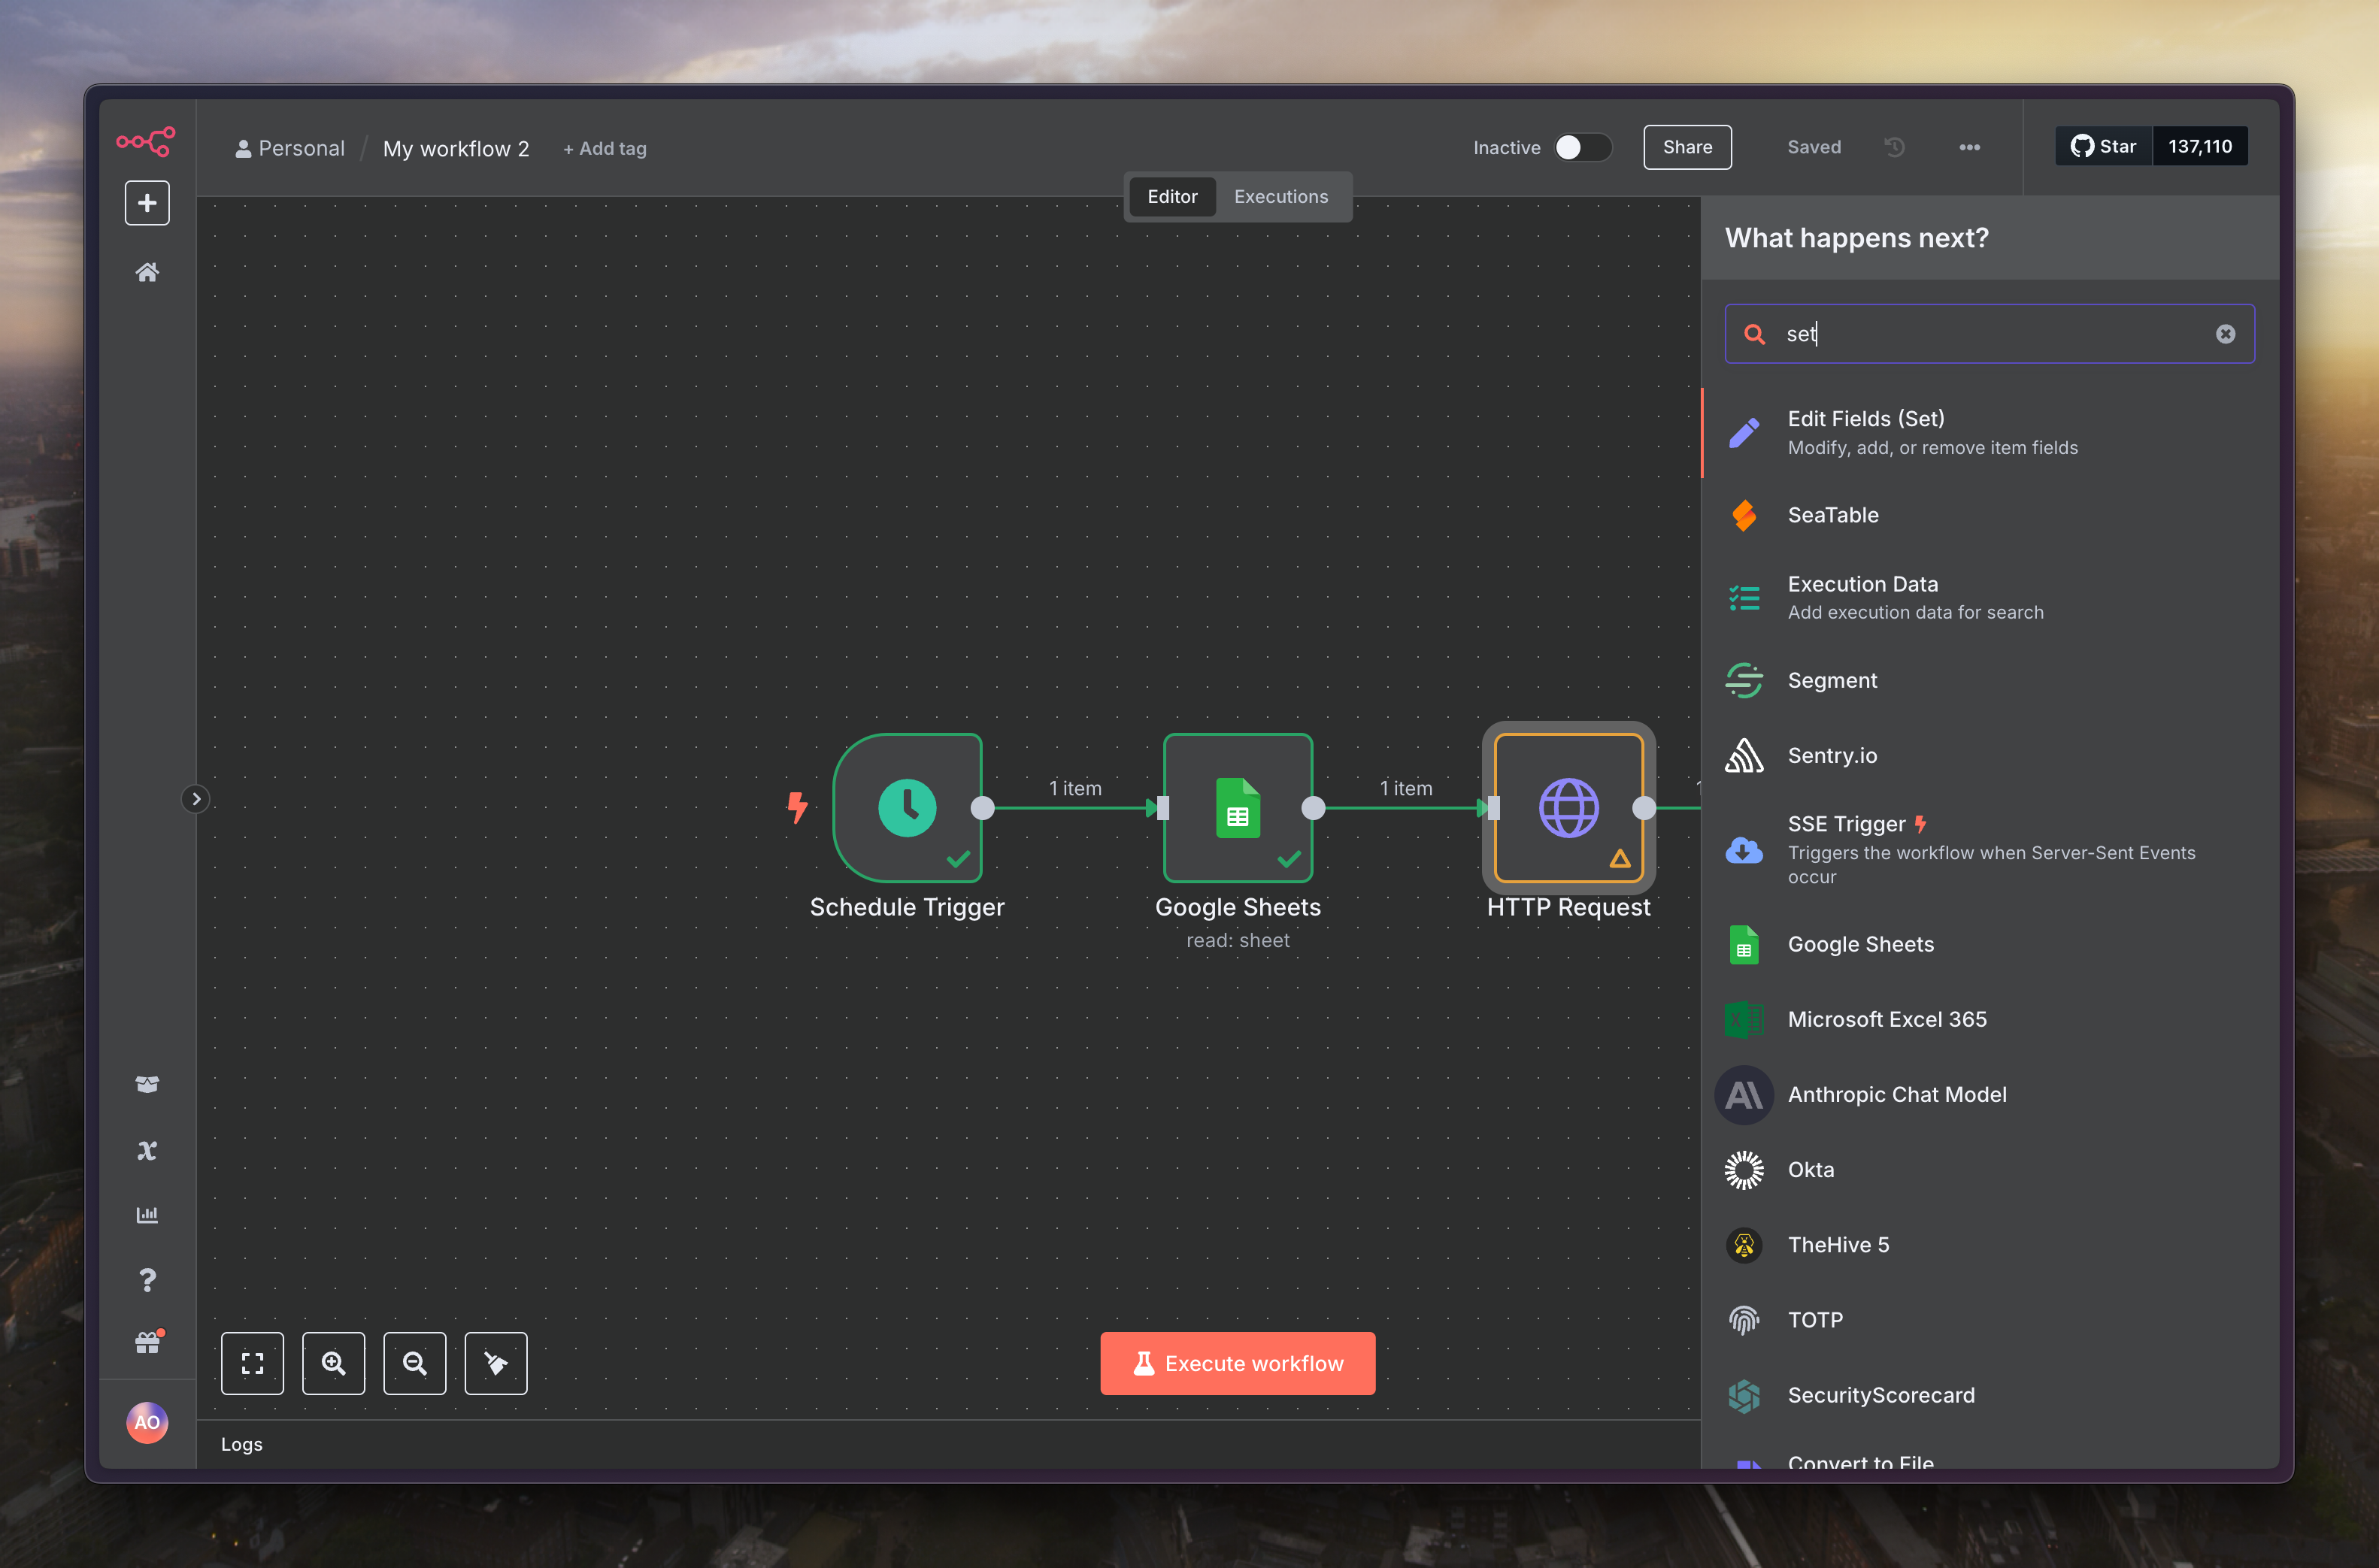 Personal / My workflow 2 + Add tag
Inactive
Share
Saved
Star 137,110
Editor Executions
What happens next?
set
Edit Fields (Set)
Modify, add, or remove item fields
SeaTable
Execution Data
Add execution data for search
Segment
Sentry.io
SSE Trigger
Triggers the workflow when Server-Sent Events
occur
Google Sheets
Microsoft Excel 365
Anthropic Chat Model
Okta
TheHive 5
TOTP
SecurityScorecard
Convert to File
1 item
1 item
Schedule Trigger
Google Sheets
read: sheet
HTTP Request
Execute workflow
AO
Logs